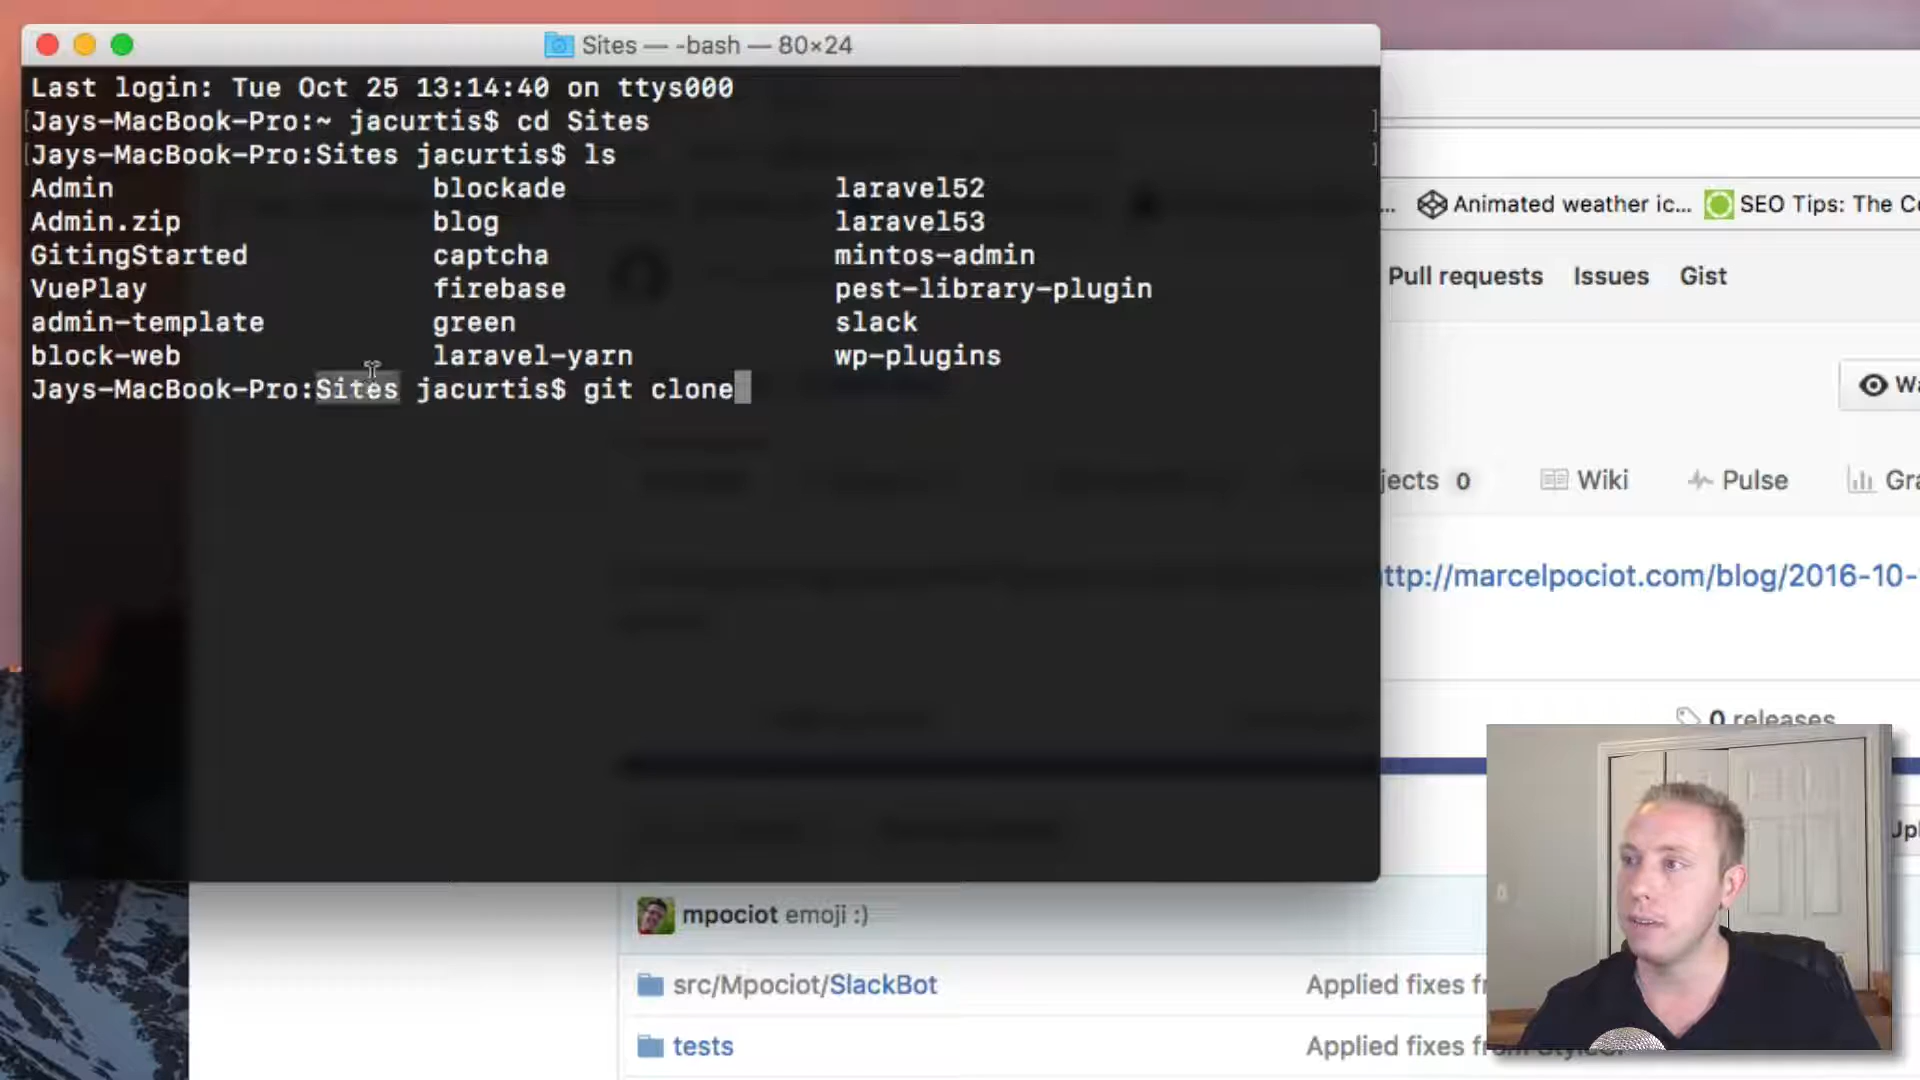 Sites — -bash — 80×24
Last login: Tue Oct 25 13:14:40 on ttys000
[Jays-MacBook-Pro:~ jacurtis$ cd Sites ]
[Jays-MacBook-Pro:Sites jacurtis$ ls ]
Admin blockade laravel52
Admin.zip blog laravel53
GitingStarted captcha mintos-admin
VuePlay firebase pest-library-plugin
admin-template green slack
block-web laravel-yarn wp-plugins
Jays-MacBook-Pro:Sites jacurtis$ git clone
... Animated weather ic... SEO Tips: The C
Pull requests Issues Gist
jects 0 Wiki Pulse Gra
ttp://marcelpociot.com/blog/2016-10-
0 releases
mpociot emoji :)
src/Mpociot/SlackBot Applied fixes f
tests Applied fixes from